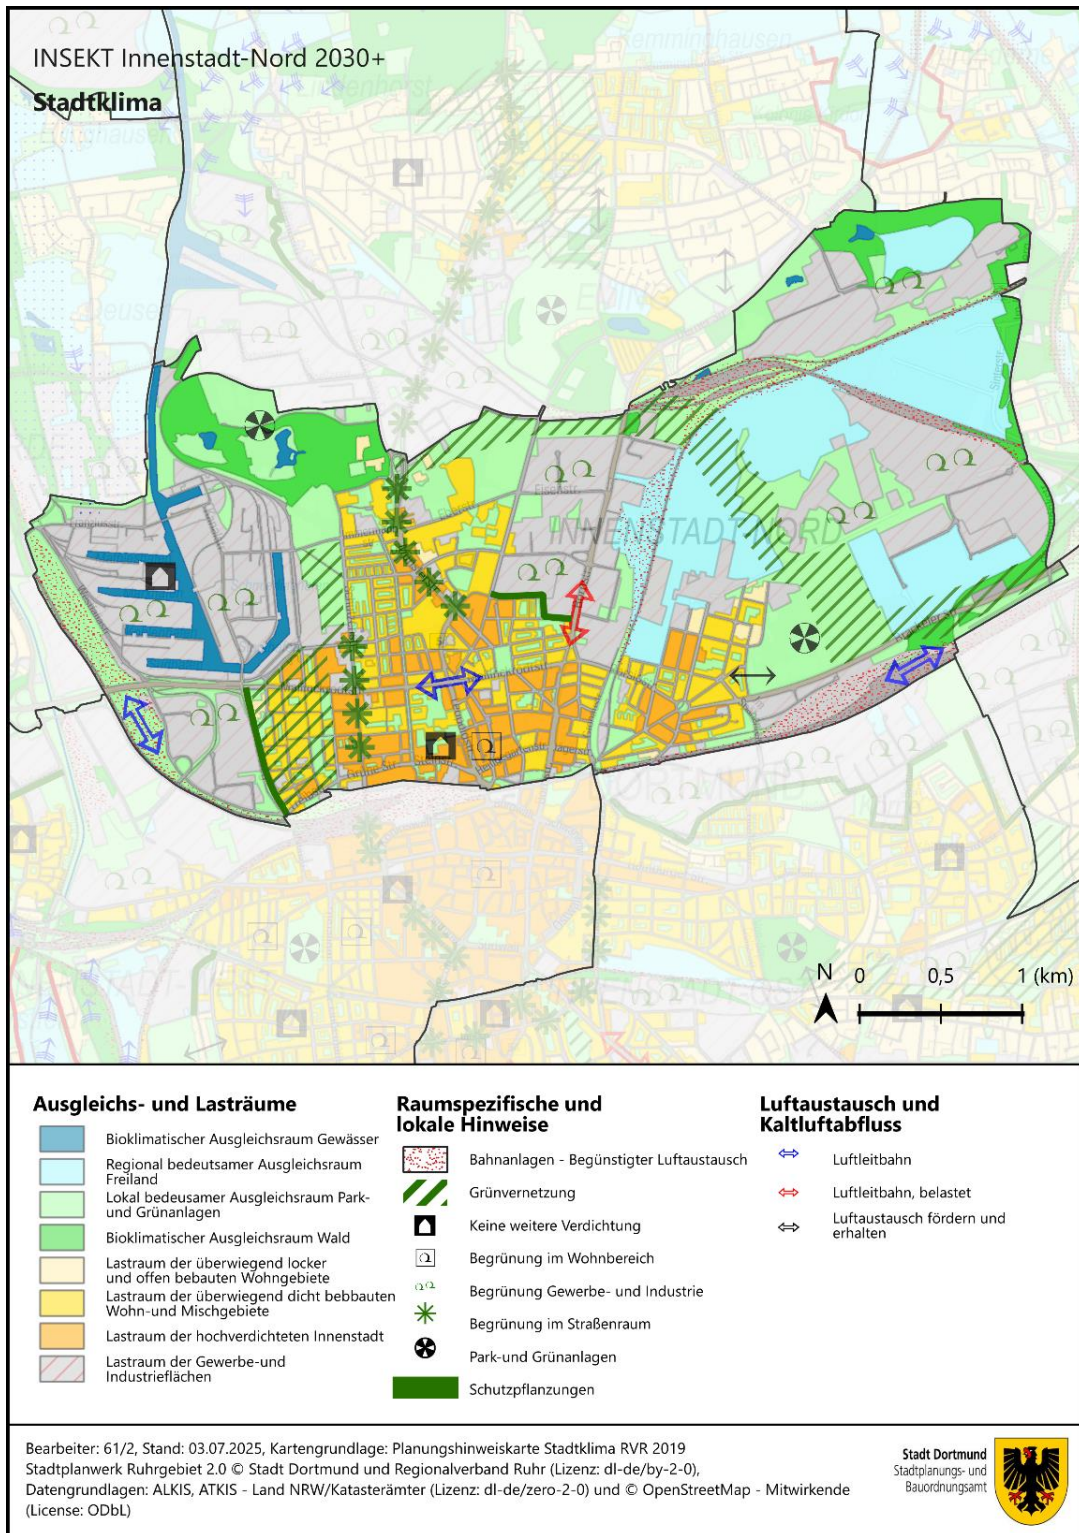 INSEKT Innenstadt-Nord 2030+
Stadtklima
INNENSTADT-NORD
N 0 0,5 1 (km)
Ausgleichs- und Lasträume
Bioklimatischer Ausgleichsraum Gewässer
Regional bedeutsamer Ausgleichsraum
Freiland
Lokal bedeusamer Ausgleichsraum Park-
und Grünanlagen
Bioklimatischer Ausgleichsraum Wald
Lastraum der überwiegend locker
und offen bebauten Wohngebiete
Lastraum der überwiegend dicht bebbauten
Wohn-und Mischgebiete
Lastraum der hochverdichteten Innenstadt
Lastraum der Gewerbe-und
Industrieflächen
Raumspezifische und
lokale Hinweise
Bahnanlagen - Begünstigter Luftaustausch
Grünvernetzung
Keine weitere Verdichtung
Begrünung im Wohnbereich
Begrünung Gewerbe- und Industrie
Begrünung im Straßenraum
Park-und Grünanlagen
Schutzpflanzungen
Luftaustausch und
Kaltluftabfluss
Luftleitbahn
Luftleitbahn, belastet
Luftaustausch fördern und
erhalten
Bearbeiter: 61/2, Stand: 03.07.2025, Kartengrundlage: Planungshinweiskarte Stadtklima RVR 2019
Stadtplanwerk Ruhrgebiet 2.0 © Stadt Dortmund und Regionalverband Ruhr (Lizenz: dl-de/by-2-0),
Datengrundlagen: ALKIS, ATKIS - Land NRW/Katasterämter (Lizenz: dl-de/zero-2-0) und © OpenStreetMap - Mitwirkende
(License: ODbL)
Stadt Dortmund
Stadtplanungs- und
Bauordnungsamt